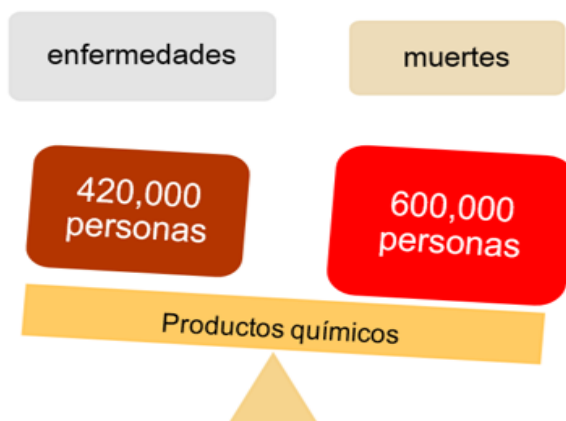 enfermedades
muertes
420,000
personas
600,000
personas
Productos químicos